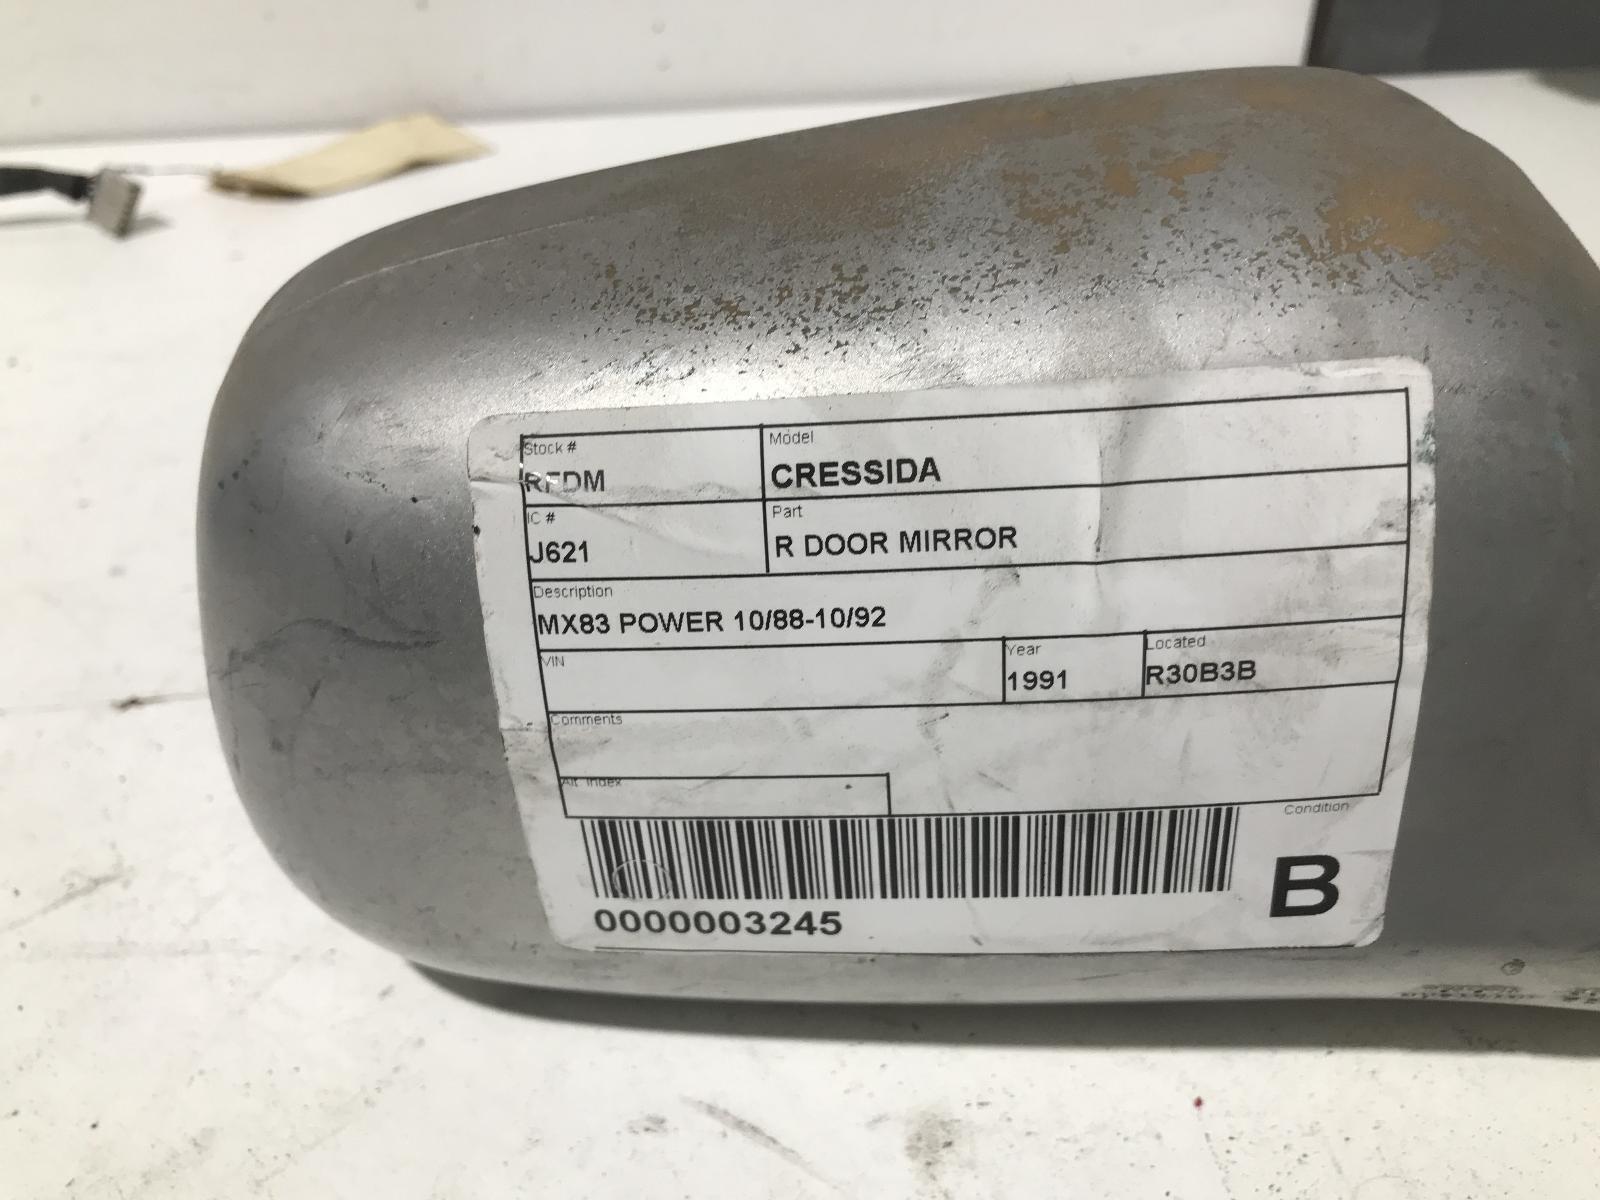 Stock #
RFDM
Model
CRESSIDA
IC #
J621
Part
R DOOR MIRROR
Description
MX83 POWER 10/88-10/92
VIN
Year
1991
Located
R30B3B
Comments
Alt Index
Condition
B
0000003245